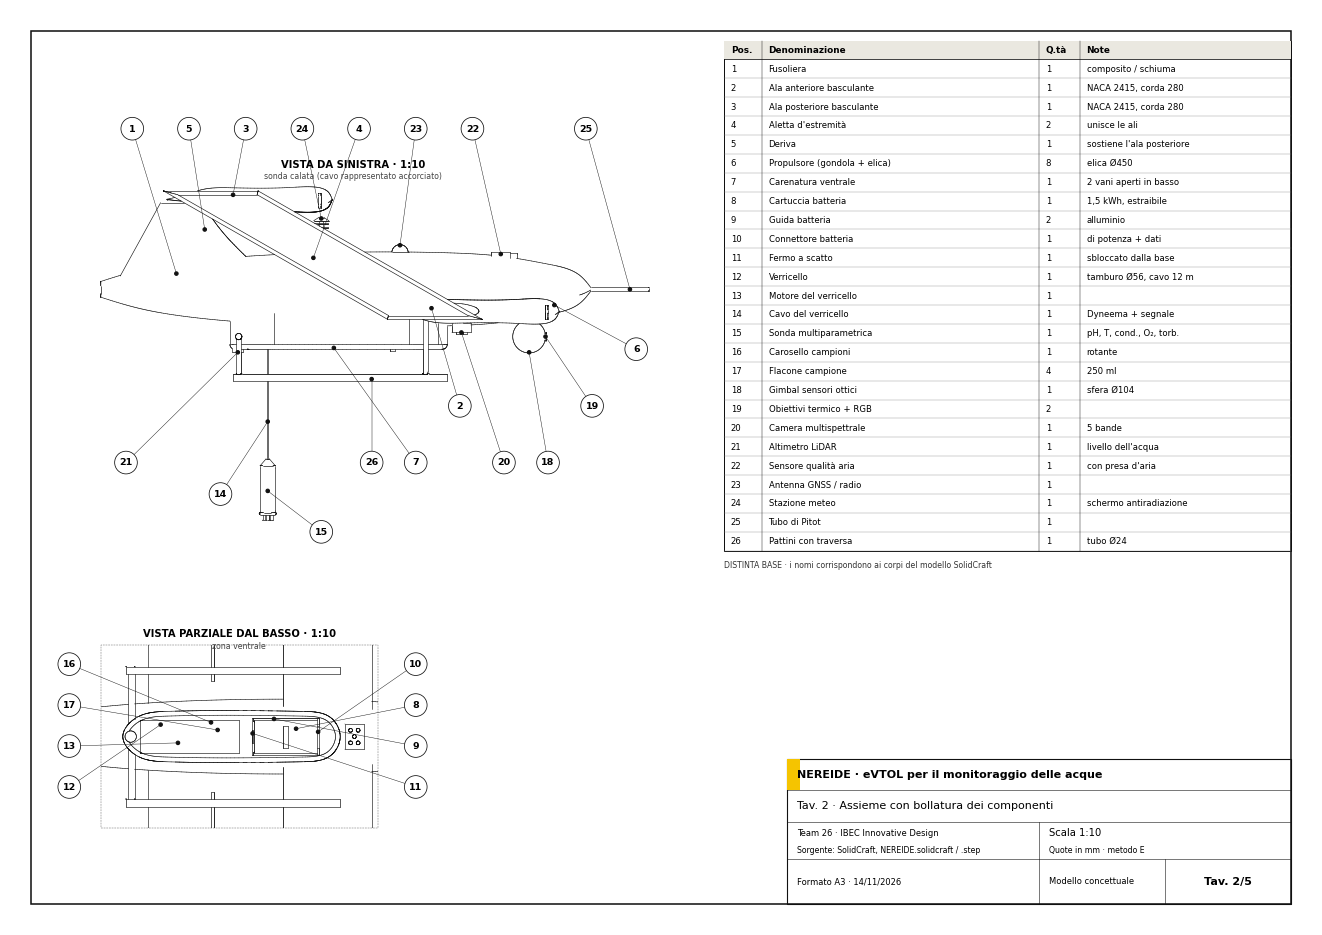 1 5 3 24 4 23 22 25
VISTA DA SINISTRA · 1:10
sonda calata (cavo rappresentato accorciato)
6
2 19
21 26 7 20 18
14
15
VISTA PARZIALE DAL BASSO · 1:10
zona ventrale
16 10
17 8
13 9
12 11
Pos. Denominazione Q.tà Note
1 Fusoliera 1 composito / schiuma
2 Ala anteriore basculante 1 NACA 2415, corda 280
3 Ala posteriore basculante 1 NACA 2415, corda 280
4 Aletta d'estremità 2 unisce le ali
5 Deriva 1 sostiene l'ala posteriore
6 Propulsore (gondola + elica) 8 elica Ø450
7 Carenatura ventrale 1 2 vani aperti in basso
8 Cartuccia batteria 1 1,5 kWh, estraibile
9 Guida batteria 2 alluminio
10 Connettore batteria 1 di potenza + dati
11 Fermo a scatto 1 sbloccato dalla base
12 Verricello 1 tamburo Ø56, cavo 12 m
13 Motore del verricello 1
14 Cavo del verricello 1 Dyneema + segnale
15 Sonda multiparametrica 1 pH, T, cond., O₂, torb.
16 Carosello campioni 1 rotante
17 Flacone campione 4 250 ml
18 Gimbal sensori ottici 1 sfera Ø104
19 Obiettivi termico + RGB 2
20 Camera multispettrale 1 5 bande
21 Altimetro LiDAR 1 livello dell'acqua
22 Sensore qualità aria 1 con presa d'aria
23 Antenna GNSS / radio 1
24 Stazione meteo 1 schermo antiradiazione
25 Tubo di Pitot 1
26 Pattini con traversa 1 tubo Ø24
DISTINTA BASE · i nomi corrispondono ai corpi del modello SolidCraft
NEREIDE · eVTOL per il monitoraggio delle acque
Tav. 2 · Assieme con bollatura dei componenti
Team 26 · IBEC Innovative Design
Sorgente: SolidCraft, NEREIDE.solidcraft / .step
Scala 1:10
Quote in mm · metodo E
Formato A3 · 14/11/2026
Modello concettuale
Tav. 2/5